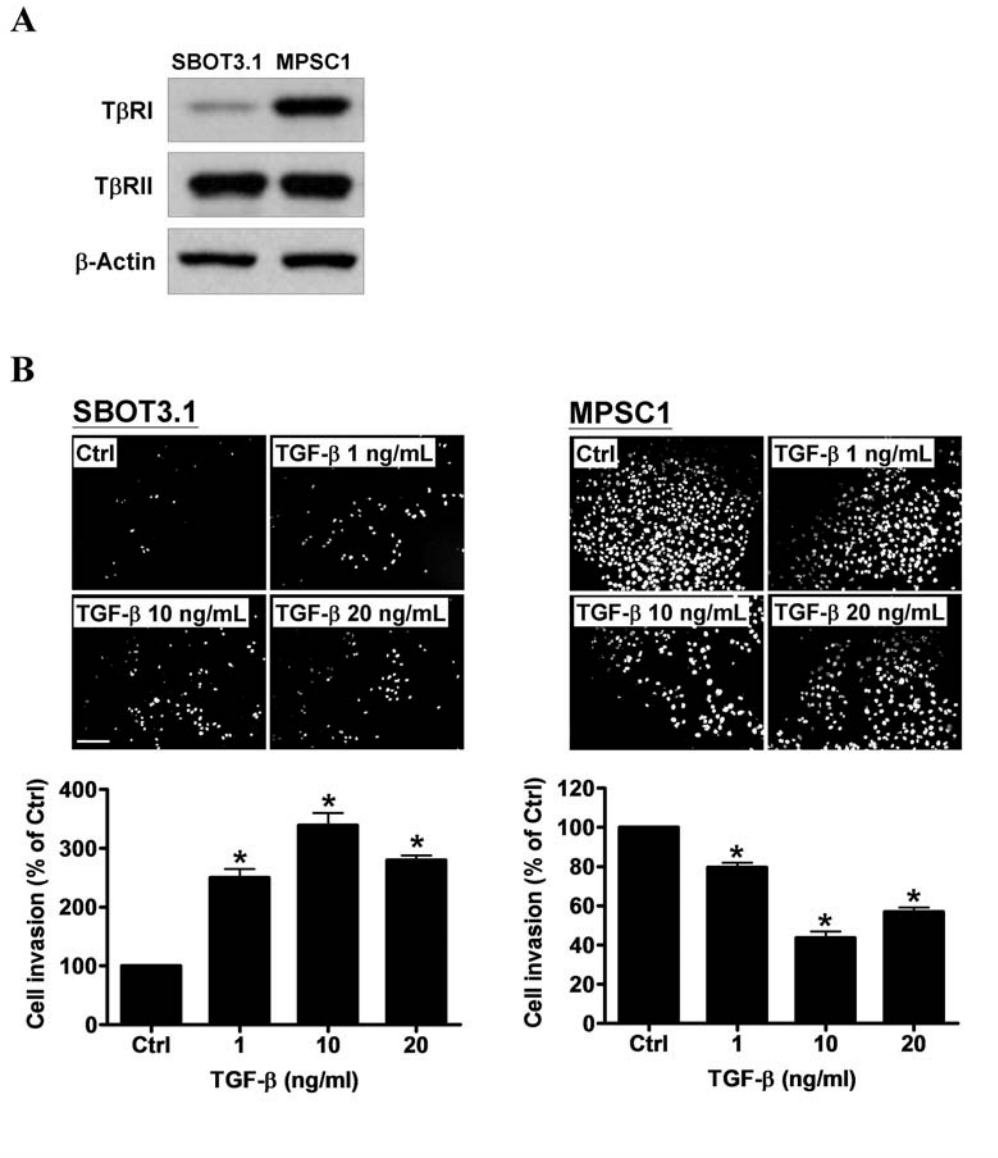 A
SBOT3.1 MPSC1
TβRI
TβRII
β-Actin
B
SBOT3.1
Ctrl
TGF-β 1 ng/mL
TGF-β 10 ng/mL
TGF-β 20 ng/mL
Cell invasion (% of Ctrl)
400
300
200
100
0
*
*
*
Ctrl 1 10 20
TGF-β (ng/ml)
MPSC1
Ctrl
TGF-β 1 ng/mL
TGF-β 10 ng/mL
TGF-β 20 ng/mL
Cell invasion (% of Ctrl)
120
100
80
60
40
20
0
*
*
*
Ctrl 1 10 20
TGF-β (ng/ml)